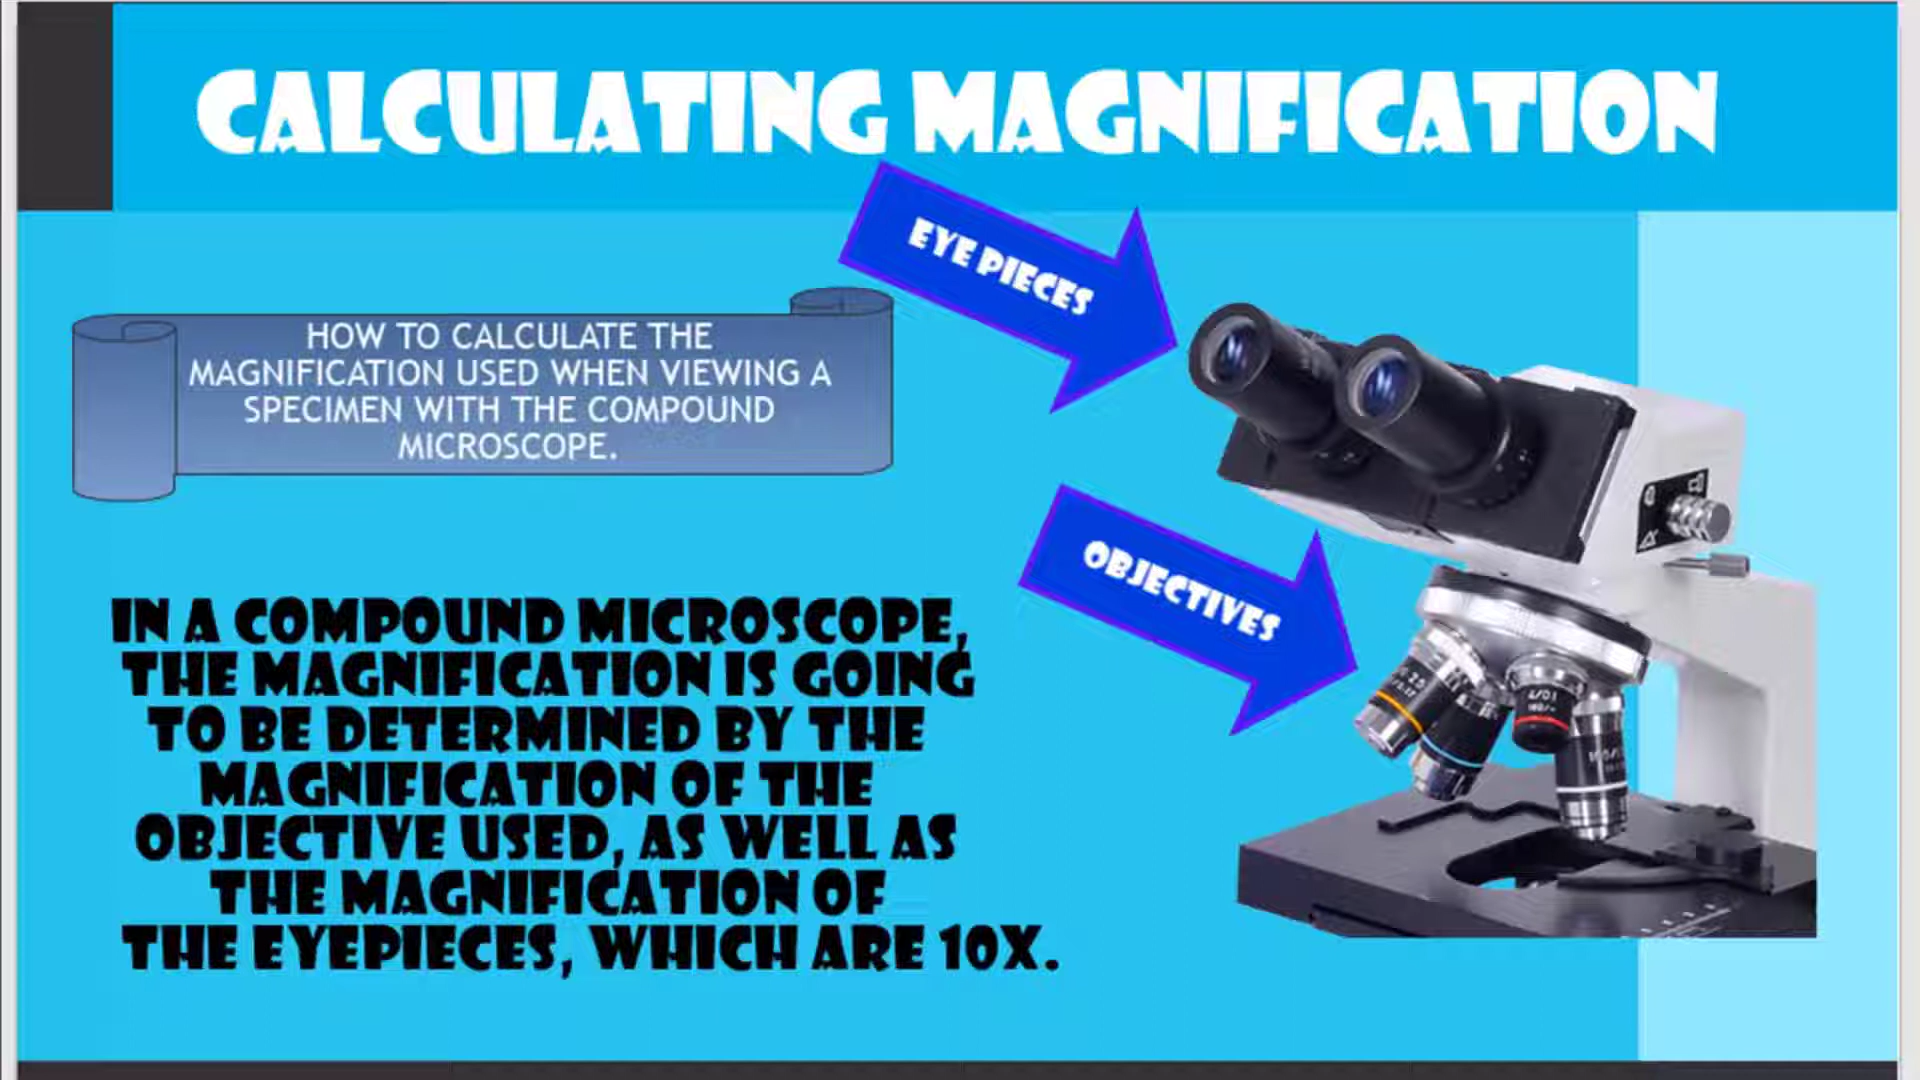 CALCULATING MAGNIFICATION
EYE PIECES
HOW TO CALCULATE THE
MAGNIFICATION USED WHEN VIEWING A
SPECIMEN WITH THE COMPOUND
MICROSCOPE.
OBJECTIVES
IN A COMPOUND MICROSCOPE,
THE MAGNIFICATION IS GOING
TO BE DETERMINED BY THE
MAGNIFICATION OF THE
OBJECTIVE USED, AS WELL AS
THE MAGNIFICATION OF
THE EYEPIECES, WHICH ARE 10X.